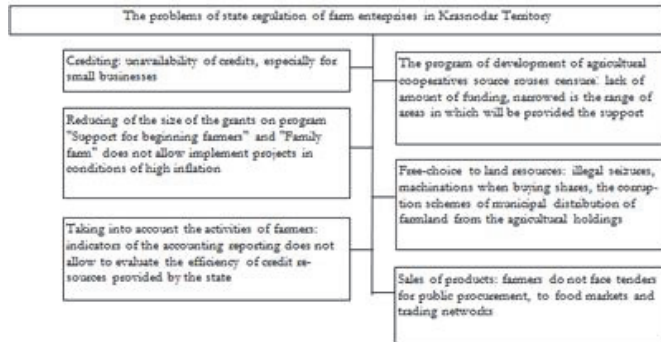 The problems of state regulation of farm enterprises in Krasnodar Territory
Crediting: unavailability of credits, especially for
small businesses
Reducing of the size of the grants on program
"Support for beginning farmers" and "Family
farm" does not allow implement projects in
conditions of high inflation
Taking into account the activities of farmers:
indicators of the accounting reporting does not
allow to evaluate the efficiency of credit re-
sources provided by the state
The program of development of agricultural
cooperatives source rouses censure: lack of
amount of funding, narrowed is the range of
areas in which will be provided the support
Free-choice to land resources: illegal seizures,
machinations when buying shares, the corrup-
tion schemes of municipal distribution of
farmland from the agricultural holdings
Sales of products: farmers do not face tenders
for public procurement, to food markets and
trading networks